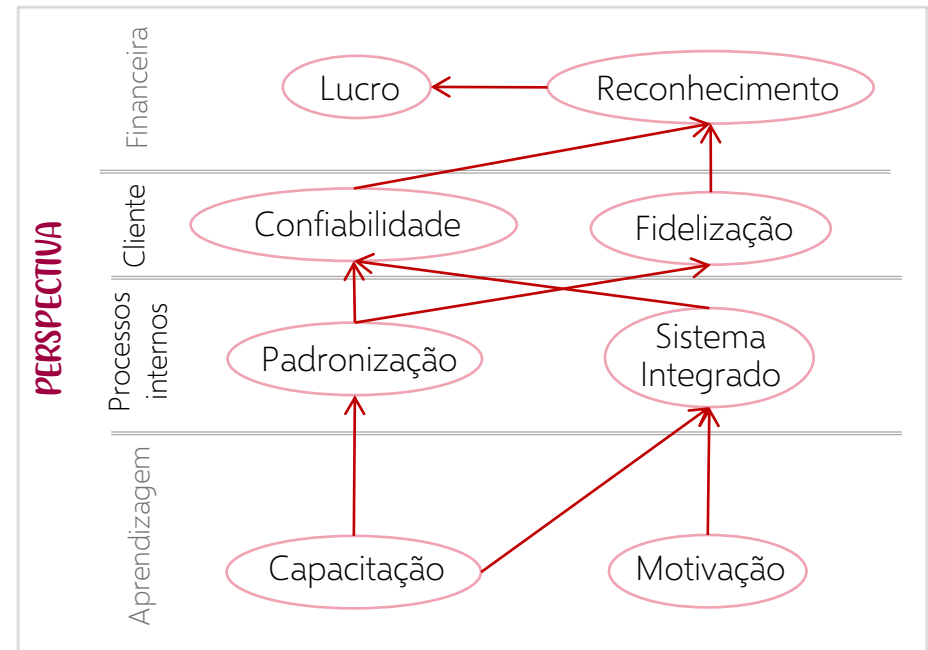 PERSPECTIVA
Financeira
Lucro
Reconhecimento
Cliente
Confiabilidade
Fidelização
Processos
internos
Padronização
Sistema
Integrado
Aprendizagem
Capacitação
Motivação